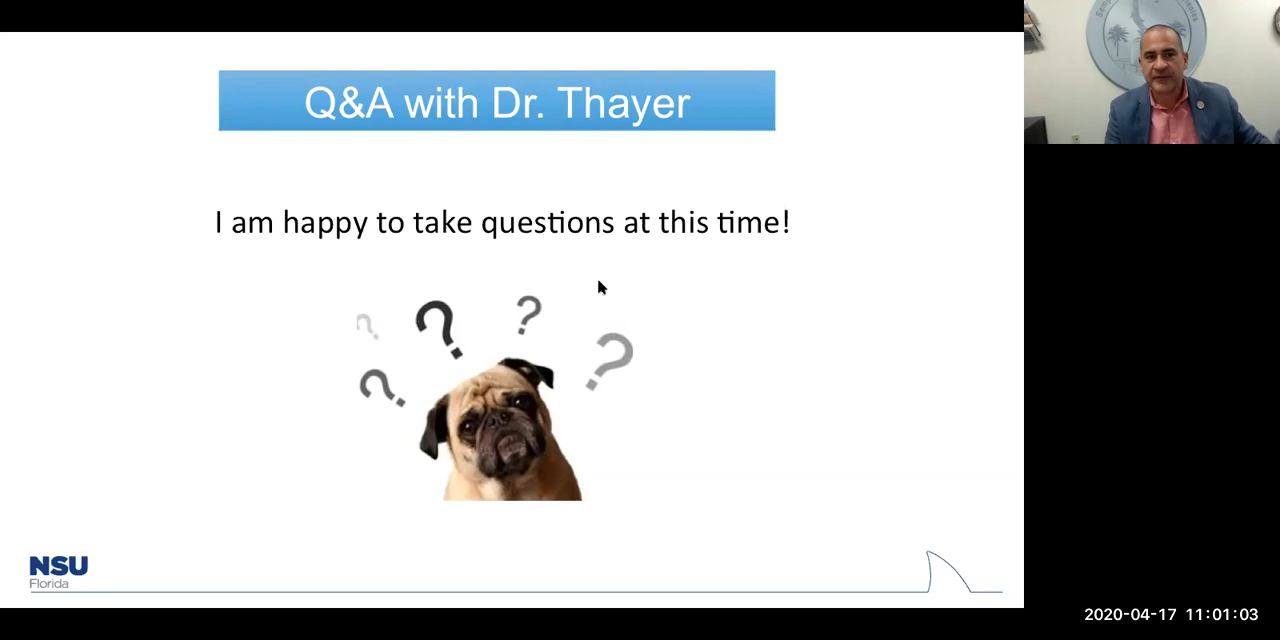 Q&A with Dr. Thayer
I am happy to take questions at this time!
? ? ? ? ?
NSU
Florida
2020-04-17 11:01:03